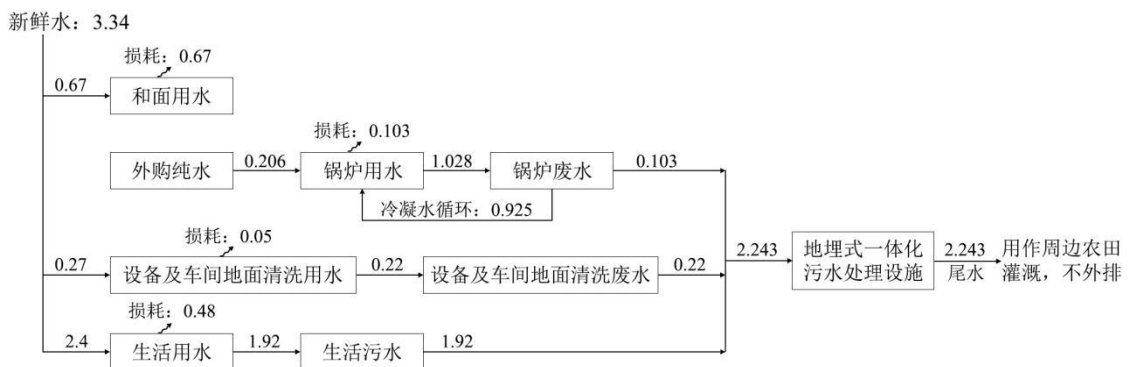 新鲜水：3.34
损耗：0.67
0.67
和面用水
损耗：0.103
外购纯水
0.206
锅炉用水
1.028
锅炉废水
0.103
冷凝水循环：0.925
损耗：0.05
0.27
设备及车间地面清洗用水
0.22
设备及车间地面清洗废水
0.22
2.243
地埋式一体化
污水处理设施
2.243
尾水
用作周边农田
灌溉，不外排
损耗：0.48
2.4
生活用水
1.92
生活污水
1.92